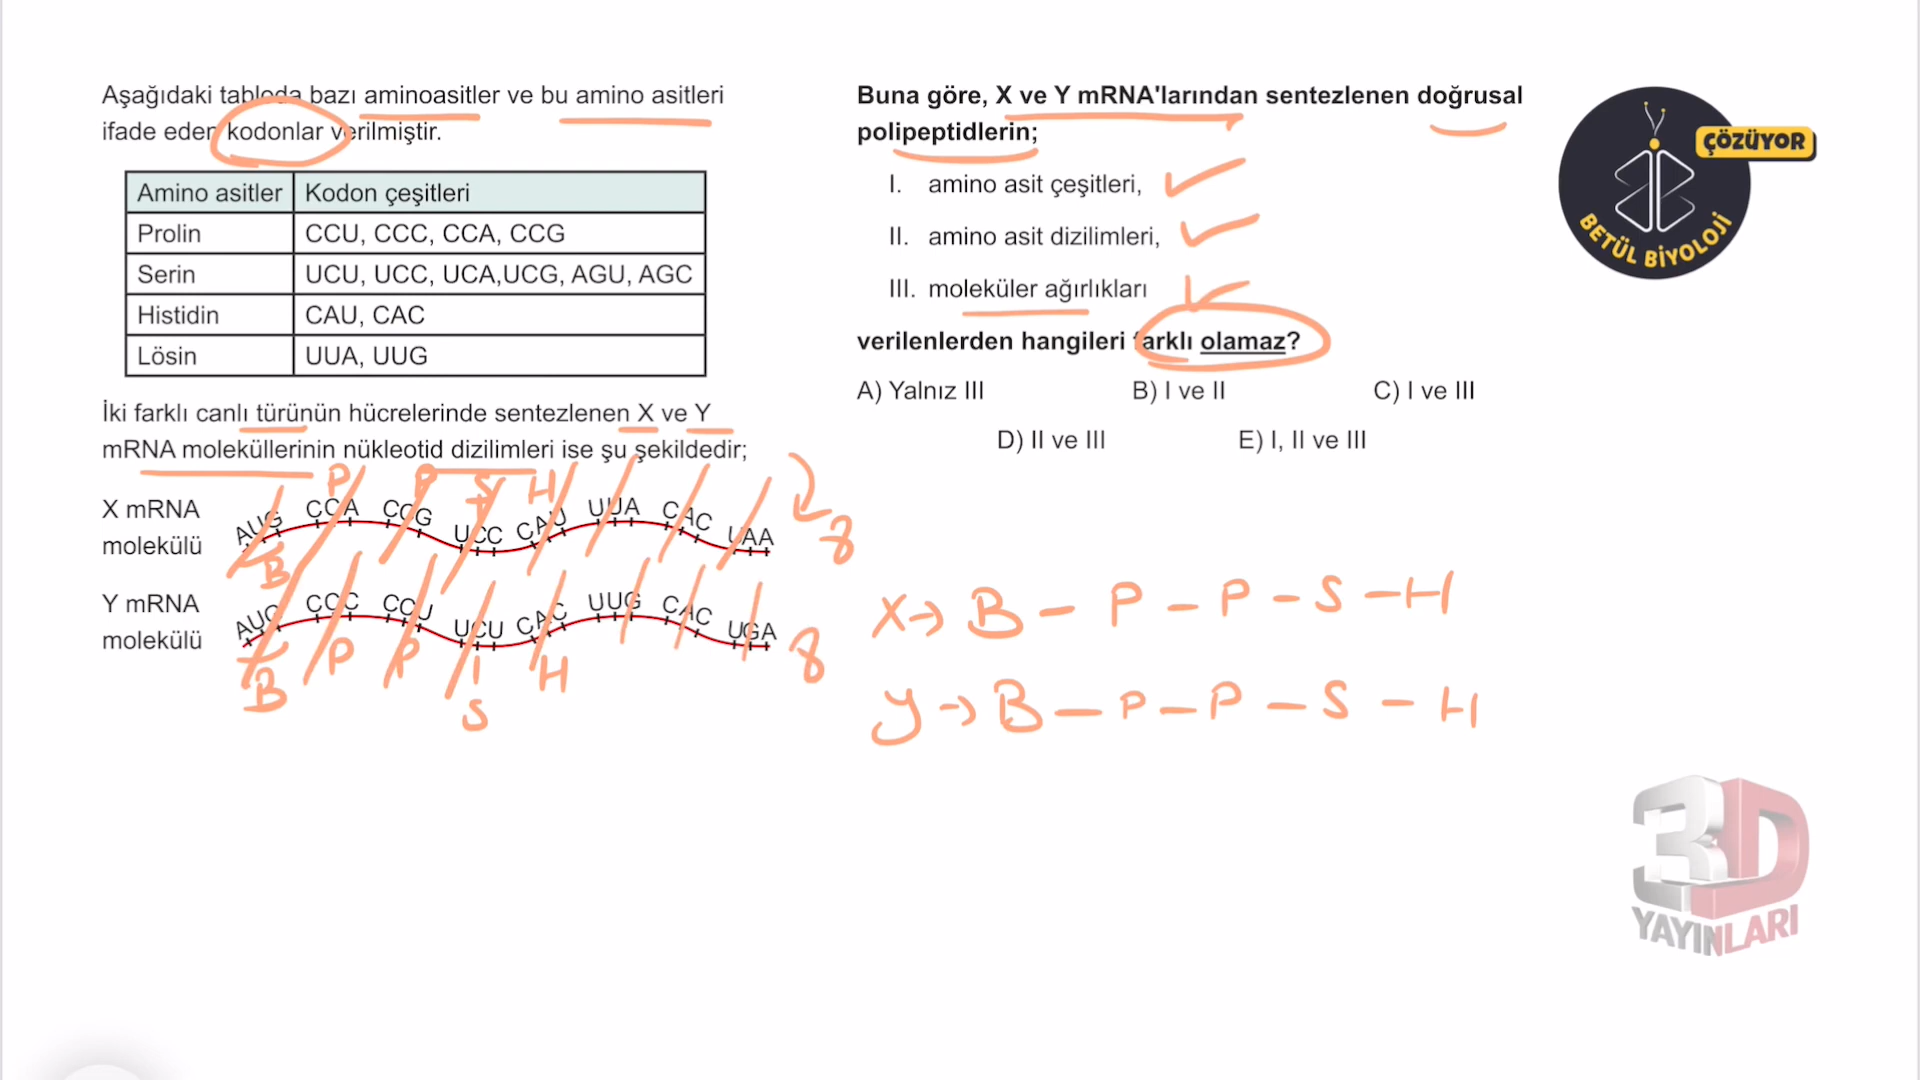 Aşağıdaki tabloda bazı aminoasitler ve bu amino asitleri
ifade eden kodonlar verilmiştir.
Amino asitler Kodon çeşitleri
Prolin CCU, CCC, CCA, CCG
Serin UCU, UCC, UCA,UCG, AGU, AGC
Histidin CAU, CAC
Lösin UUA, UUG
İki farklı canlı türünün hücrelerinde sentezlenen X ve Y
mRNA moleküllerinin nükleotid dizilimleri ise şu şekildedir;
P P S H
X mRNA
molekülü
AUG CCA CCG UCC CAU UUA CAC UAA
8
B
Y mRNA
molekülü
AUG CCC CCU UCU CAC UUG CAC UGA
8
B P P S H
Buna göre, X ve Y mRNA'larından sentezlenen doğrusal
polipeptidlerin;
I. amino asit çeşitleri,
II. amino asit dizilimleri,
III. moleküler ağırlıkları
verilenlerden hangileri farklı olamaz?
A) Yalnız III B) I ve II C) I ve III
D) II ve III E) I, II ve III
X→ B – P – P – S – H
Y→ B – P – P – S – H
ÇÖZÜYOR
BETÜL BİYOLOJİ
3D
YAYINLARI